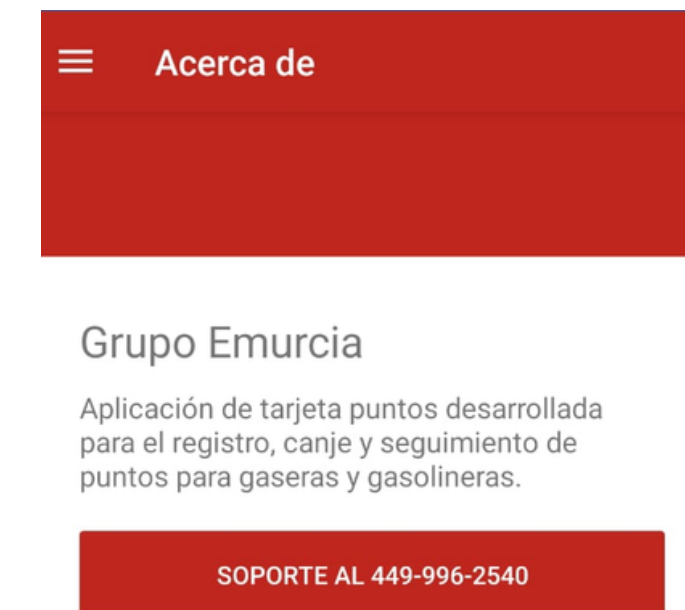 Acerca de
Grupo Emurcia
Aplicación de tarjeta puntos desarrollada
para el registro, canje y seguimiento de
puntos para gaseras y gasolineras.
SOPORTE AL 449-996-2540